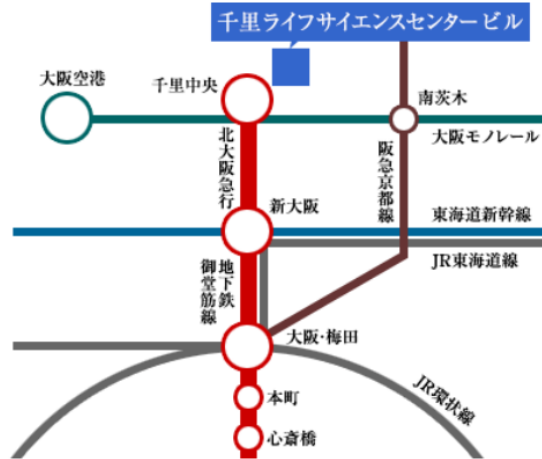 千里ライフサイエンスセンタービル
大阪空港
千里中央
南茨木
大阪モノレール
北大阪急行
阪急京都線
新大阪
東海道新幹線
JR東海道線
地下鉄
御堂筋線
大阪・梅田
JR環状線
本町
心斎橋